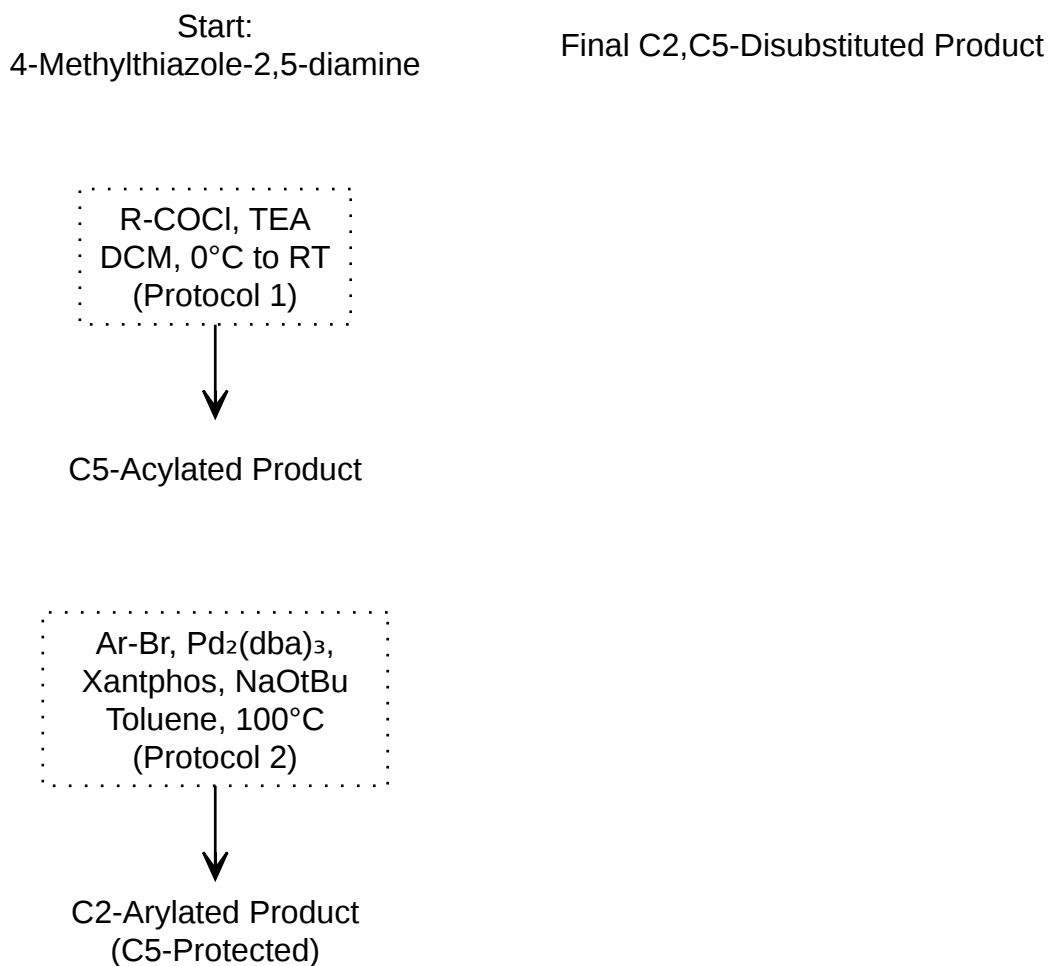 Start:
4-Methylthiazole-2,5-diamine
Final C2,C5-Disubstituted Product
R-COCl, TEA
DCM, 0°C to RT
(Protocol 1)
C5-Acylated Product
Ar-Br, Pd₂(dba)₃,
Xantphos, NaOtBu
Toluene, 100°C
(Protocol 2)
C2-Arylated Product
(C5-Protected)